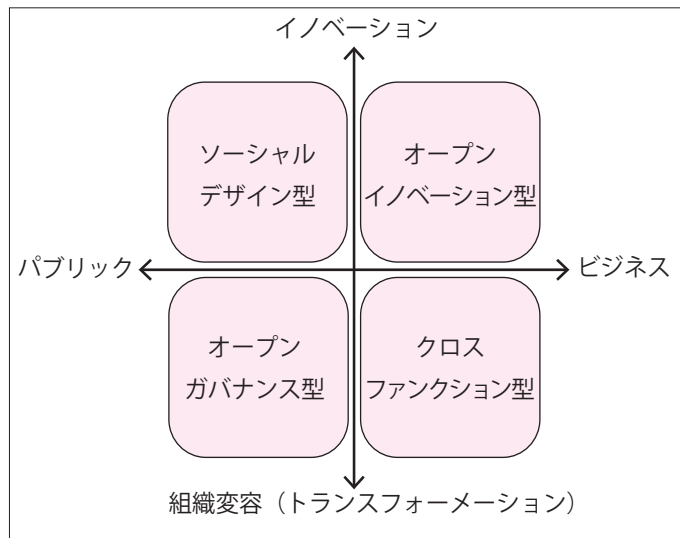 イノベーション
ソーシャル
デザイン型
オープン
イノベーション型
パブリック
ビジネス
オープン
ガバナンス型
クロス
ファンクション型
組織変容（トランスフォーメーション）